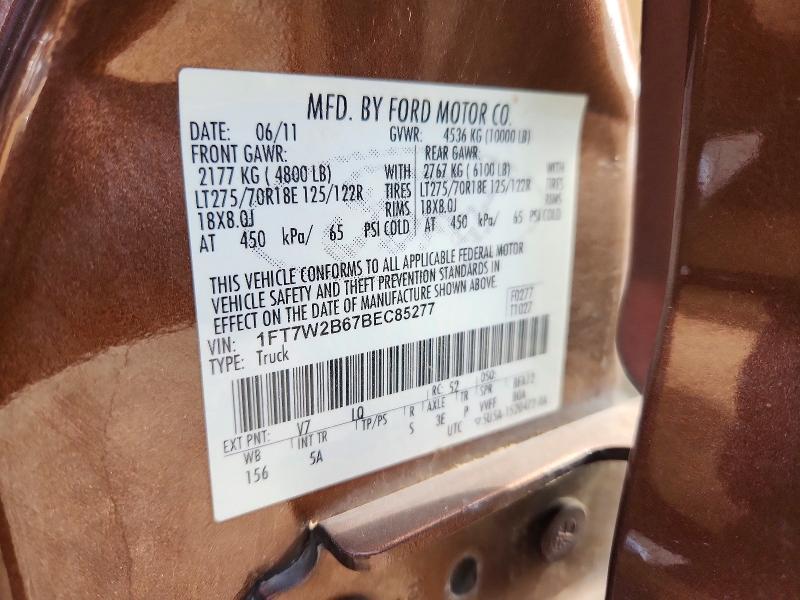 MFD. BY FORD MOTOR CO.
DATE: 06/11 GVWR: 4536 KG (10000 LB)
FRONT GAWR: REAR GAWR:
2177 KG ( 4800 LB) WITH 2767 KG ( 6100 LB) WITH
LT275/70R18E 125/122R TIRES LT275/70R18E 125/122R TIRES
18X8.0J RIMS 18X8.0J RIMS
AT 450 kPa/ 65 PSI COLD AT 450 kPa/ 65 PSI COLD
THIS VEHICLE CONFORMS TO ALL APPLICABLE FEDERAL MOTOR
VEHICLE SAFETY AND THEFT PREVENTION STANDARDS IN
EFFECT ON THE DATE OF MANUFACTURE SHOWN ABOVE.
F0277
T1027
VIN: 1FT7W2B67BEC85277
TYPE: Truck
EXT PNT: V7 LQ RC: 52 DSO:
WB INT TR TP/PS R AXLE TR SPR
156 5A S 3E P VVFF
UTC